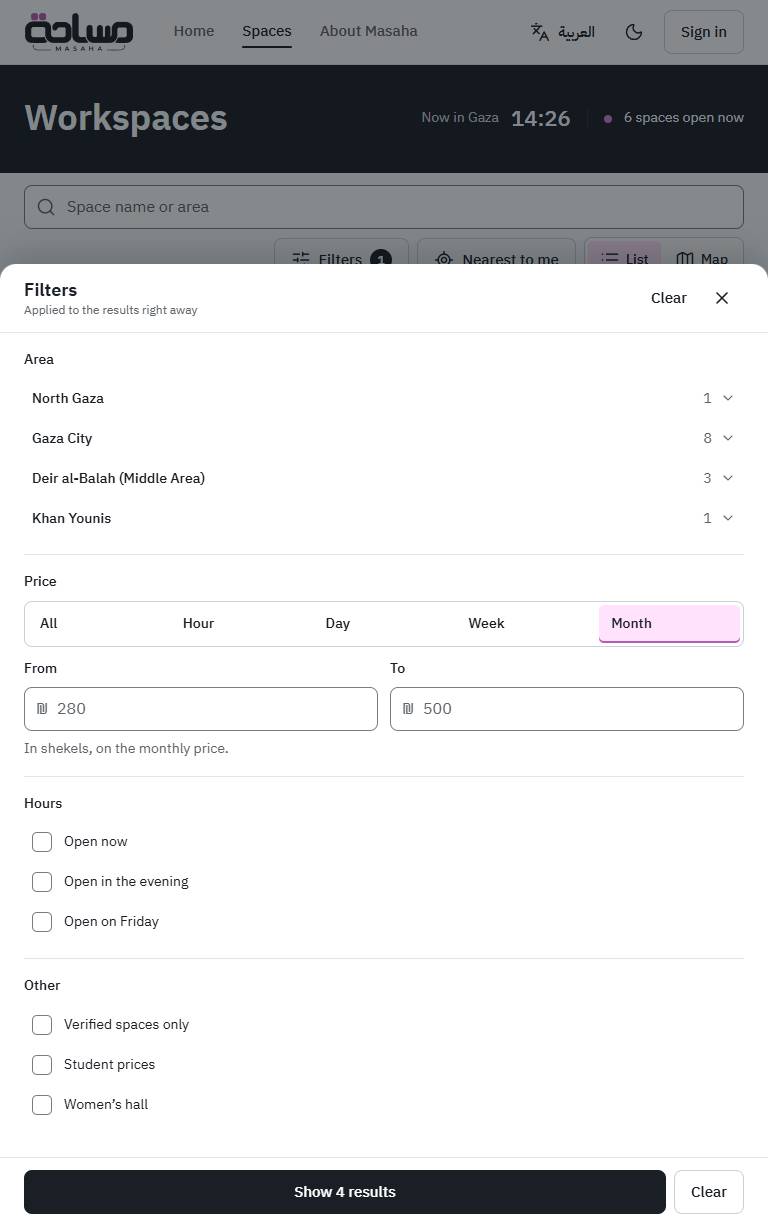 مساحة
MASAHA
Home
Spaces
About Masaha
العربية
Sign in
Workspaces
Now in Gaza
14:26
6 spaces open now
Space name or area
Filters 1
Nearest to me
List
Map
Filters
Applied to the results right away
Clear
Area
North Gaza
1
Gaza City
8
Deir al-Balah (Middle Area)
3
Khan Younis
1
Price
All
Hour
Day
Week
Month
From
To
₪ 280
₪ 500
In shekels, on the monthly price.
Hours
Open now
Open in the evening
Open on Friday
Other
Verified spaces only
Student prices
Women’s hall
Show 4 results
Clear